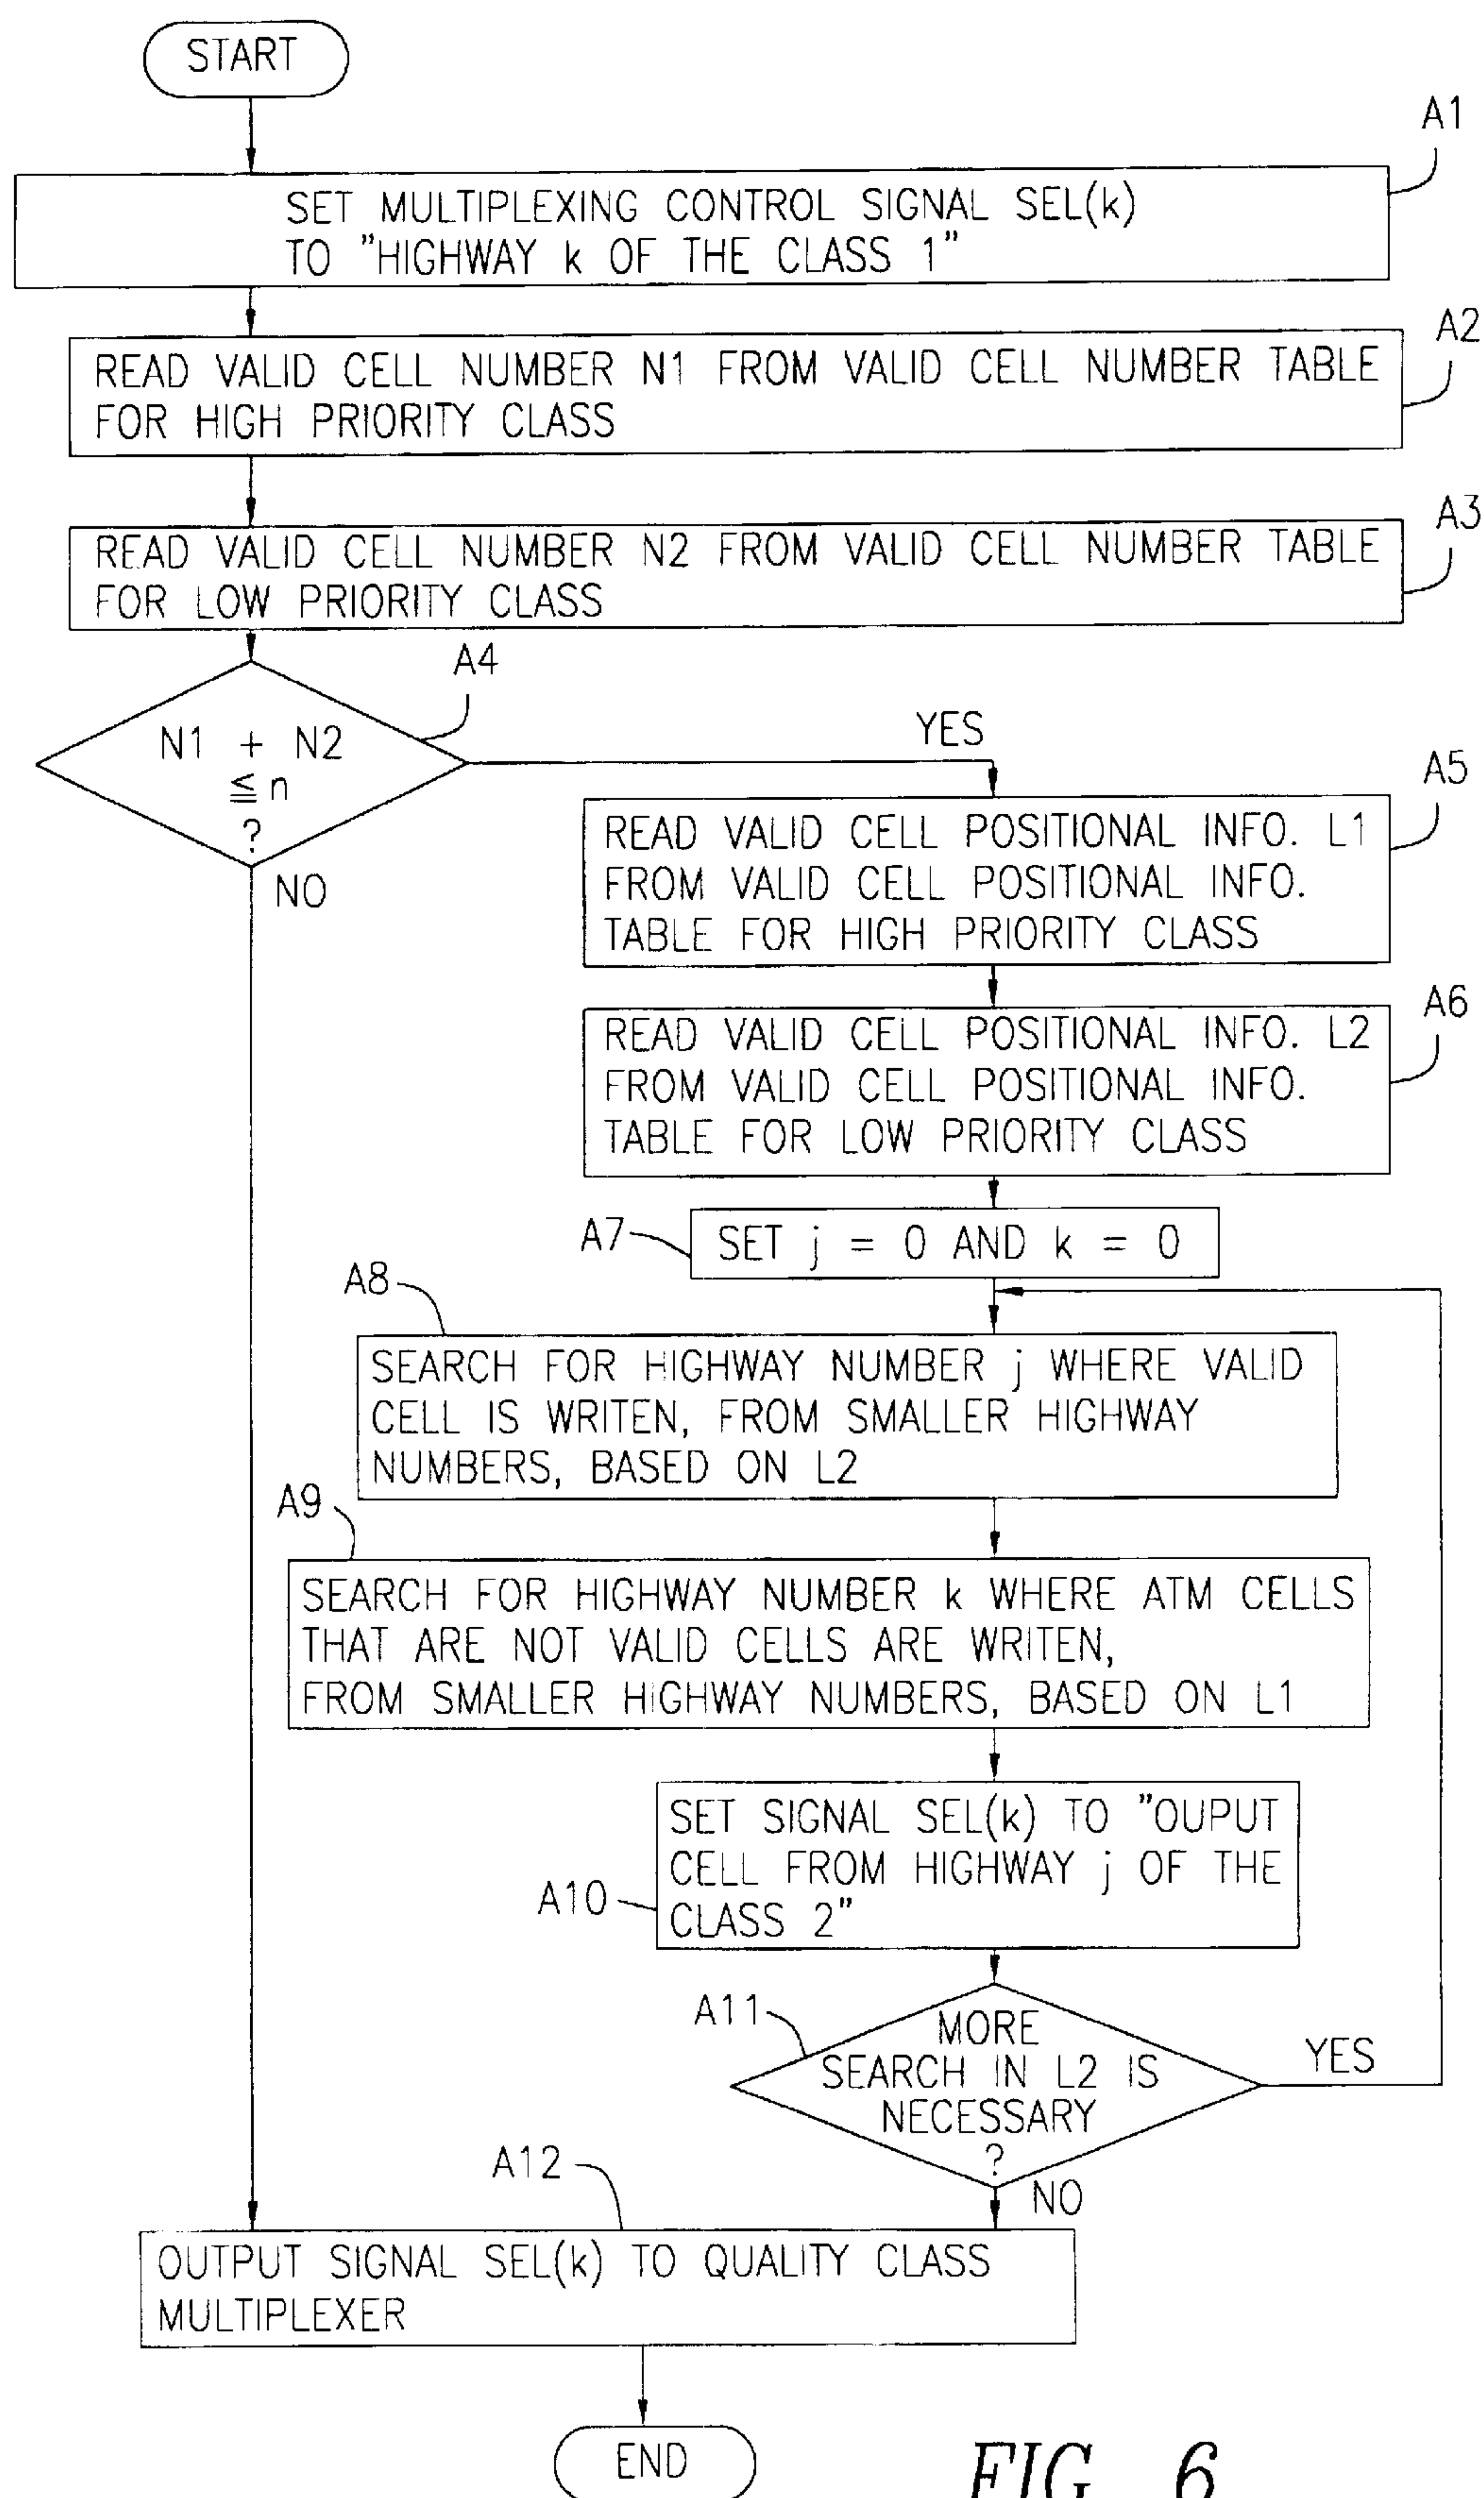 START
A1
SET MULTIPLEXING CONTROL SIGNAL SEL(k)
TO "HIGHWAY k OF THE CLASS 1"
A2
READ VALID CELL NUMBER N1 FROM VALID CELL NUMBER TABLE
FOR HIGH PRIORITY CLASS
A3
READ VALID CELL NUMBER N2 FROM VALID CELL NUMBER TABLE
FOR LOW PRIORITY CLASS
A4
N1 + N2
≦ n
?
YES
NO
A5
READ VALID CELL POSITIONAL INFO. L1
FROM VALID CELL POSITIONAL INFO.
TABLE FOR HIGH PRIORITY CLASS
A6
READ VALID CELL POSITIONAL INFO. L2
FROM VALID CELL POSITIONAL INFO.
TABLE FOR LOW PRIORITY CLASS
A7
SET j = 0 AND k = 0
A8
SEARCH FOR HIGHWAY NUMBER j WHERE VALID
CELL IS WRITEN, FROM SMALLER HIGHWAY
NUMBERS, BASED ON L2
A9
SEARCH FOR HIGHWAY NUMBER k WHERE ATM CELLS
THAT ARE NOT VALID CELLS ARE WRITEN,
FROM SMALLER HIGHWAY NUMBERS, BASED ON L1
A10
SET SIGNAL SEL(k) TO "OUPUT
CELL FROM HIGHWAY j OF THE
CLASS 2"
A11
MORE
SEARCH IN L2 IS
NECESSARY
?
YES
NO
A12
OUTPUT SIGNAL SEL(k) TO QUALITY CLASS
MULTIPLEXER
END
FIG. 6